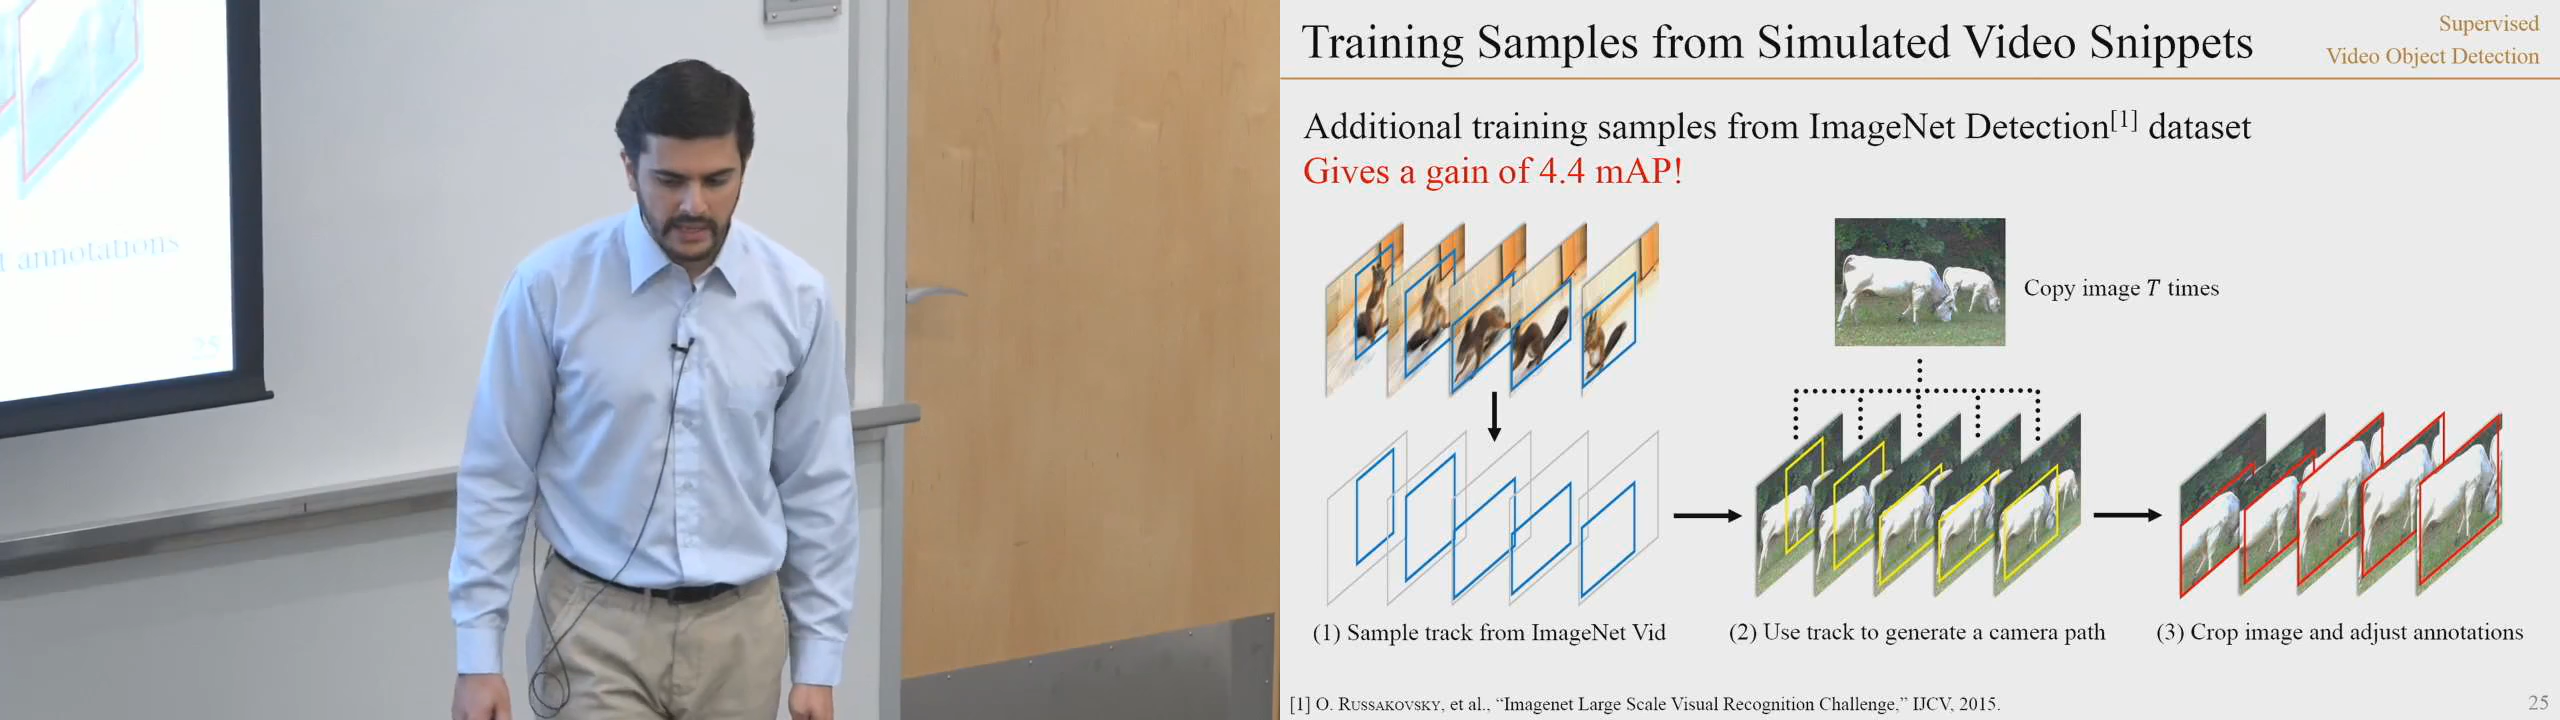 t annotations
25
Training Samples from Simulated Video Snippets
Supervised
Video Object Detection
Additional training samples from ImageNet Detection[1] dataset
Gives a gain of 4.4 mAP!
Copy image T times
(1) Sample track from ImageNet Vid
(2) Use track to generate a camera path
(3) Crop image and adjust annotations
[1] O. RUSSAKOVSKY, et al., “Imagenet Large Scale Visual Recognition Challenge,” IJCV, 2015.
25